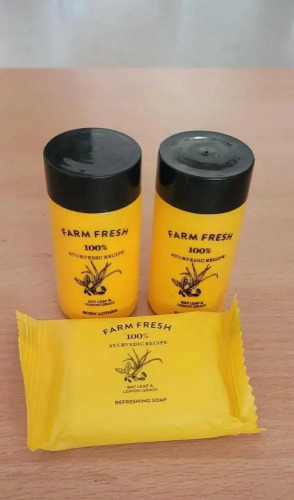 FARM FRESH
100%
AYURVEDIC RECIPE
BAY LEAF &
LEMON GRASS
BODY LOTION
FARM FRESH
100%
AYURVEDIC RECIPE
BAY LEAF &
LEMON GRASS
FARM FRESH
100%
AYURVEDIC RECIPE
BAY LEAF &
LEMON GRASS
REFRESHING SOAP